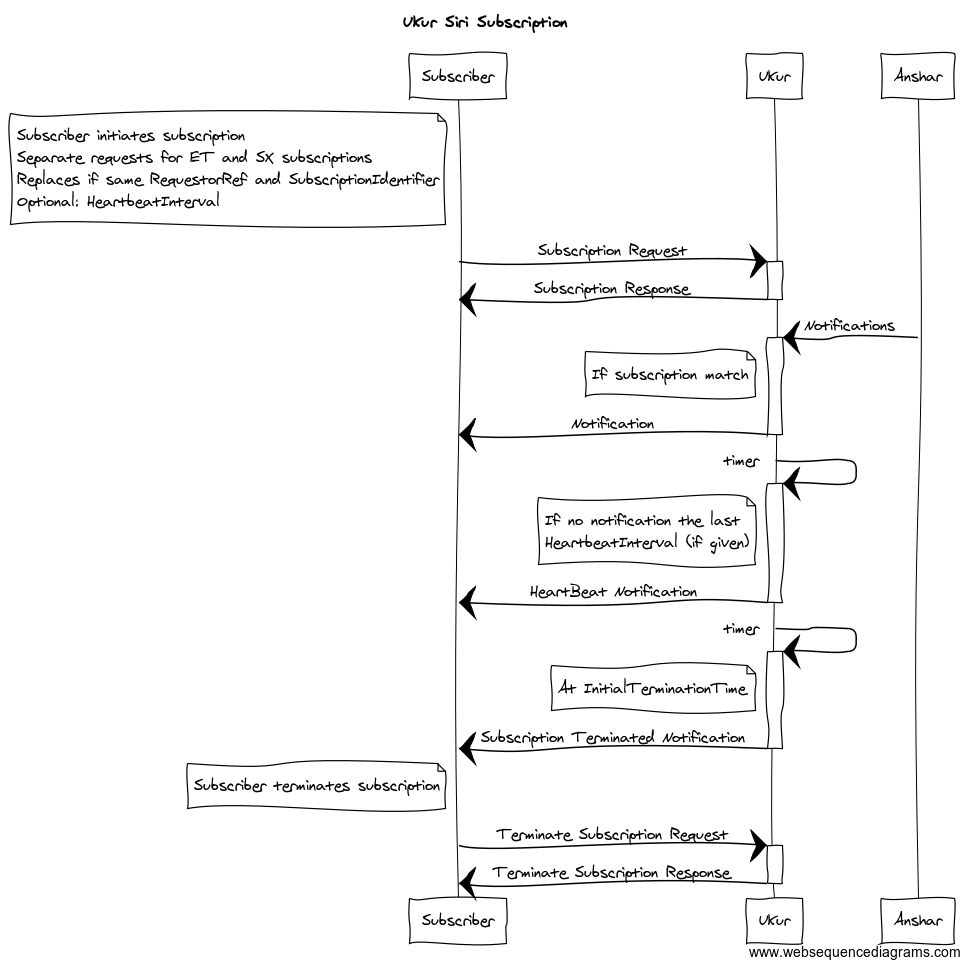 Ukur Siri Subscription
Subscriber
Ukur
Anshar
Subscriber initiates subscription
Separate requests for ET and SX subscriptions
Replaces if same RequestorRef and SubscriptionIdentifier
Optional: HeartbeatInterval
Subscription Request
Subscription Response
Notifications
If subscription match
Notification
timer
If no notification the last
HeartbeatInterval (if given)
HeartBeat Notification
timer
At InitialTerminationTime
Subscription Terminated Notification
Subscriber terminates subscription
Terminate Subscription Request
Terminate Subscription Response
Subscriber
Ukur
Anshar
www.websequencediagrams.com